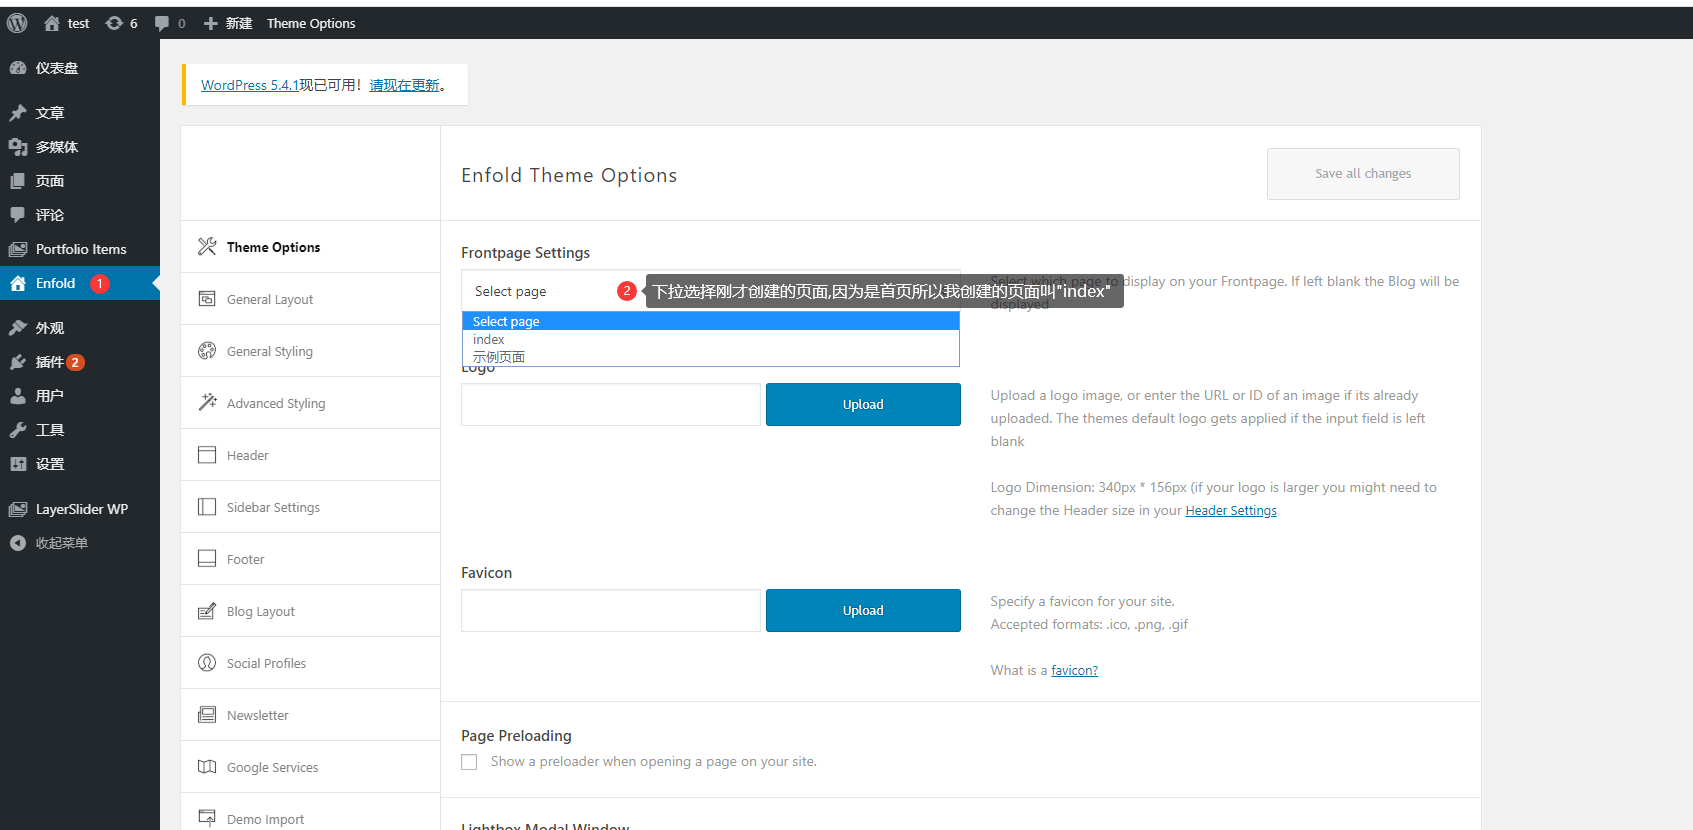 test 6 0 新建 Theme Options
仪表盘
文章
多媒体
页面
评论
Portfolio Items
Enfold 1
外观
插件 2
用户
工具
设置
LayerSlider WP
收起菜单
WordPress 5.4.1现已可用！请现在更新。
Enfold Theme Options
Save all changes
Theme Options
General Layout
General Styling
Advanced Styling
Header
Sidebar Settings
Footer
Blog Layout
Social Profiles
Newsletter
Google Services
Demo Import
Frontpage Settings
Select page
2 下拉选择刚才创建的页面,因为是首页所以我创建的页面叫"index"
Select page
index
示例页面
Select which page to display on your Frontpage. If left blank the Blog will be
displayed
Logo
Upload
Upload a logo image, or enter the URL or ID of an image if its already
uploaded. The themes default logo gets applied if the input field is left
blank
Logo Dimension: 340px * 156px (if your logo is larger you might need to
change the Header size in your Header Settings
Favicon
Upload
Specify a favicon for your site.
Accepted formats: .ico, .png, .gif
What is a favicon?
Page Preloading
Show a preloader when opening a page on your site.
Lightbox Modal Window